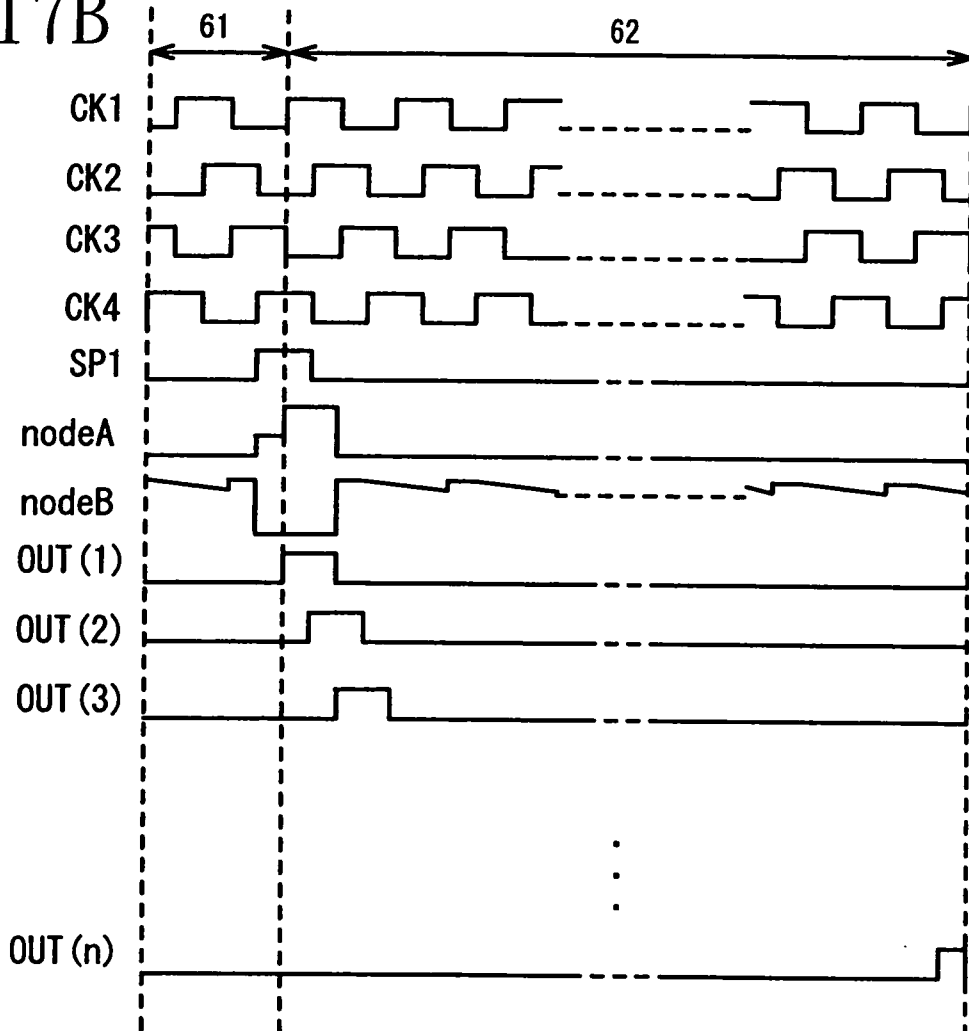 17B
61
62
CK1
CK2
CK3
CK4
SP1
nodeA
nodeB
OUT(1)
OUT(2)
OUT(3)
OUT(n)